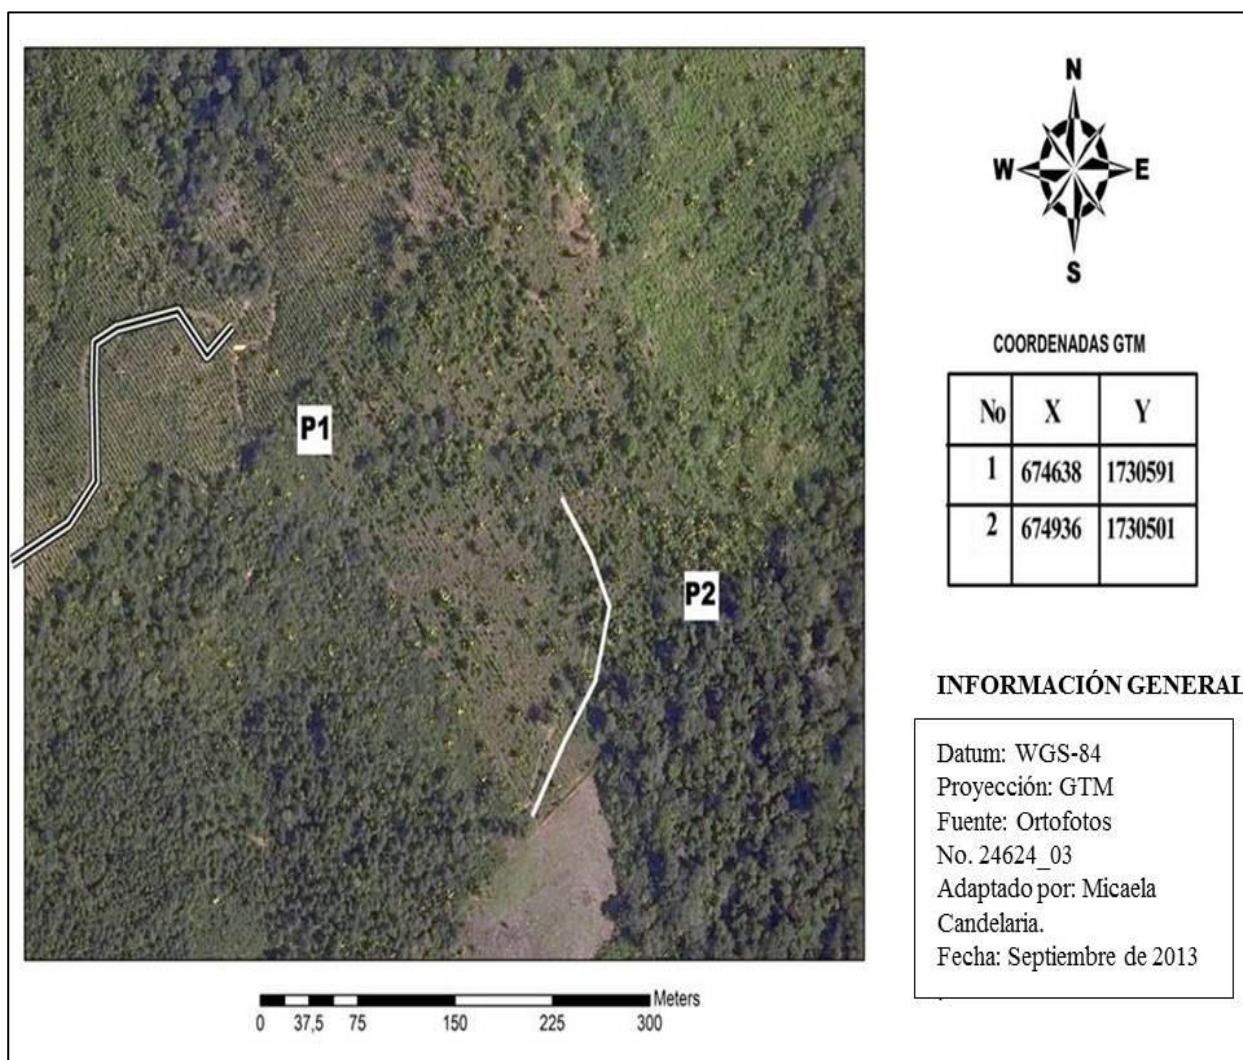 N
W E
S
COORDENADAS GTM
No X Y
1 674638 1730591
2 674936 1730501
P1
P2
INFORMACIÓN GENERAL
Datum: WGS-84
Proyección: GTM
Fuente: Ortofotos
No. 24624_03
Adaptado por: Micaela
Candelaria.
Fecha: Septiembre de 2013
Meters
0 37,5 75 150 225 300